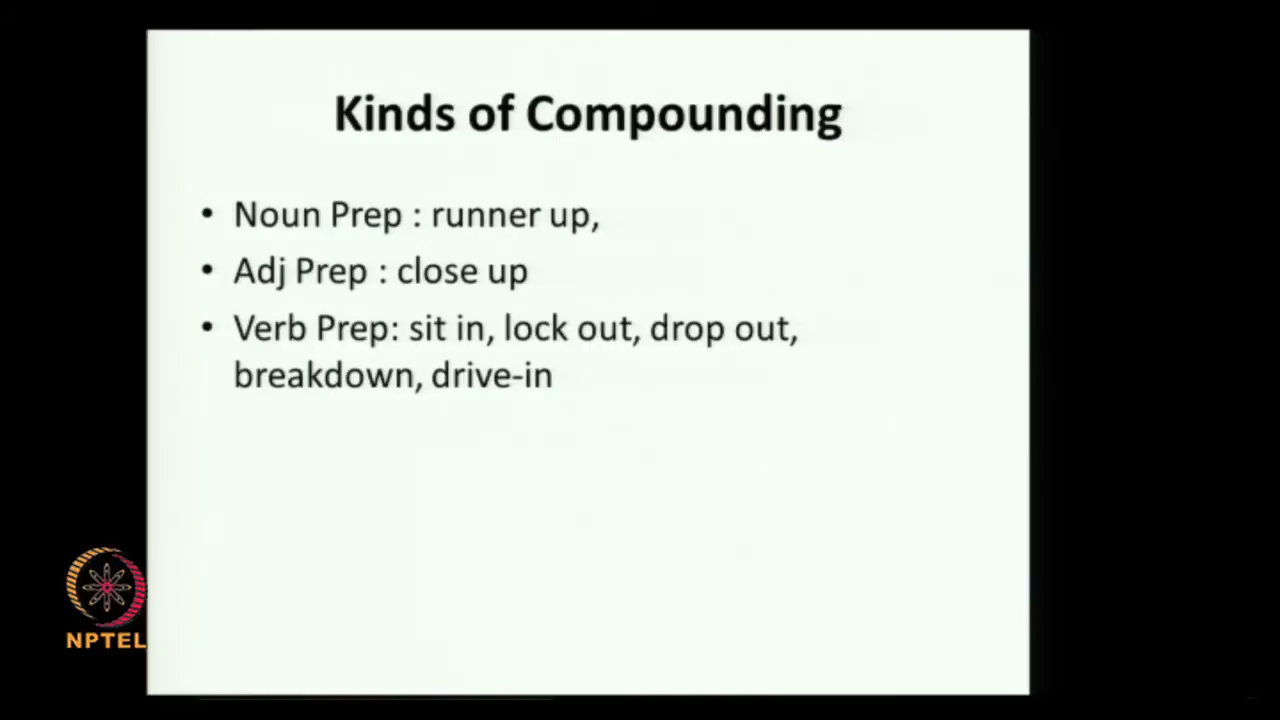 Kinds of Compounding
• Noun Prep : runner up,
• Adj Prep : close up
• Verb Prep: sit in, lock out, drop out,
breakdown, drive-in
NPTEL